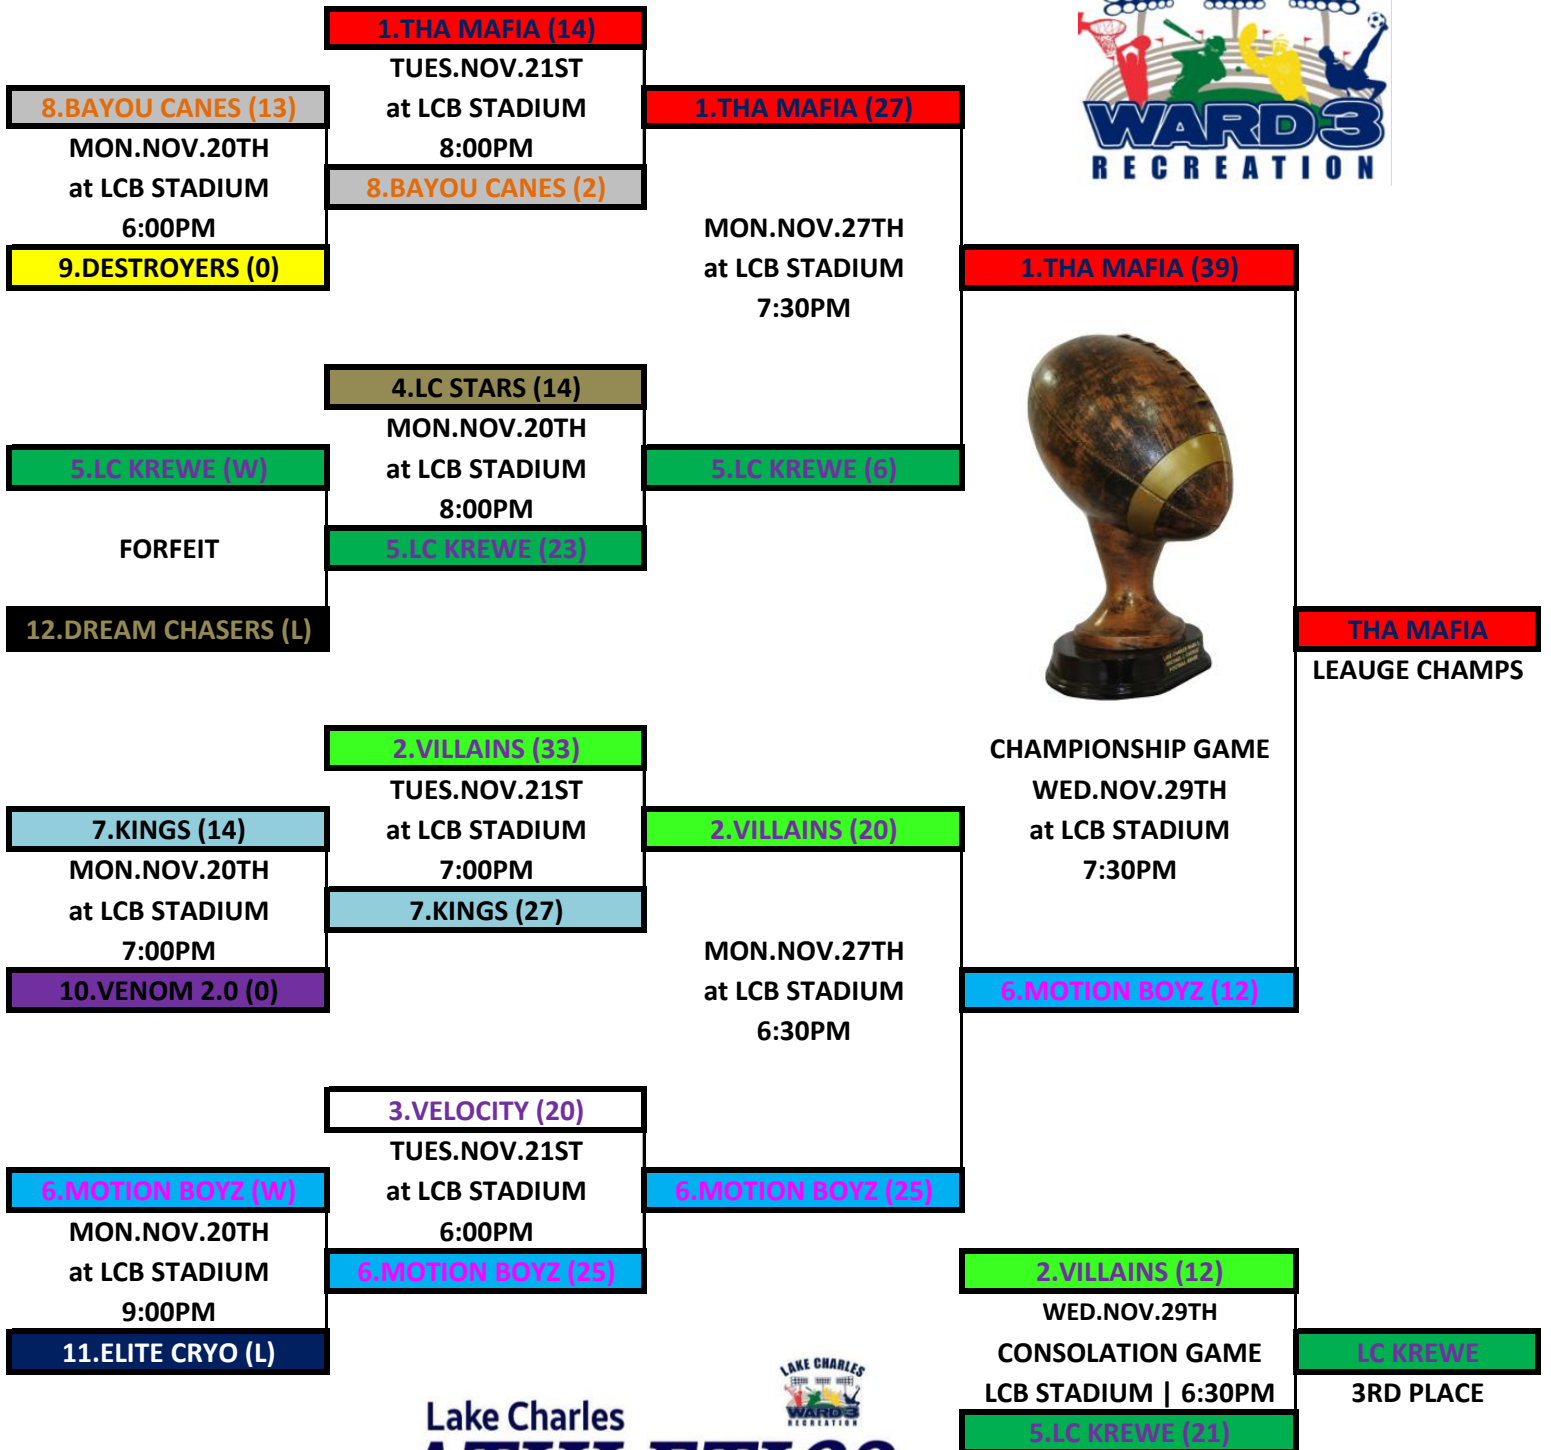 1.THA MAFIA (14)
TUES.NOV.21ST
at LCB STADIUM
8:00PM
8.BAYOU CANES (2)
8.BAYOU CANES (13)
MON.NOV.20TH
at LCB STADIUM
6:00PM
9.DESTROYERS (0)
1.THA MAFIA (27)
MON.NOV.27TH
at LCB STADIUM
7:30PM
WARD 3
RECREATION
1.THA MAFIA (39)
4.LC STARS (14)
MON.NOV.20TH
at LCB STADIUM
8:00PM
5.LC KREWE (23)
5.LC KREWE (W)
FORFEIT
12.DREAM CHASERS (L)
5.LC KREWE (6)
THA MAFIA
LEAUGE CHAMPS
2.VILLAINS (33)
TUES.NOV.21ST
at LCB STADIUM
7:00PM
7.KINGS (27)
7.KINGS (14)
MON.NOV.20TH
at LCB STADIUM
7:00PM
10.VENOM 2.0 (0)
2.VILLAINS (20)
MON.NOV.27TH
at LCB STADIUM
6:30PM
CHAMPIONSHIP GAME
WED.NOV.29TH
at LCB STADIUM
7:30PM
6.MOTION BOYZ (12)
3.VELOCITY (20)
TUES.NOV.21ST
at LCB STADIUM
6:00PM
6.MOTION BOYZ (25)
6.MOTION BOYZ (W)
MON.NOV.20TH
at LCB STADIUM
9:00PM
11.ELITE CRYO (L)
6.MOTION BOYZ (25)
2.VILLAINS (12)
WED.NOV.29TH
CONSOLATION GAME
LCB STADIUM | 6:30PM
5.LC KREWE (21)
LC KREWE
3RD PLACE
LAKE CHARLES
WARD 3
RECREATION
Lake Charles